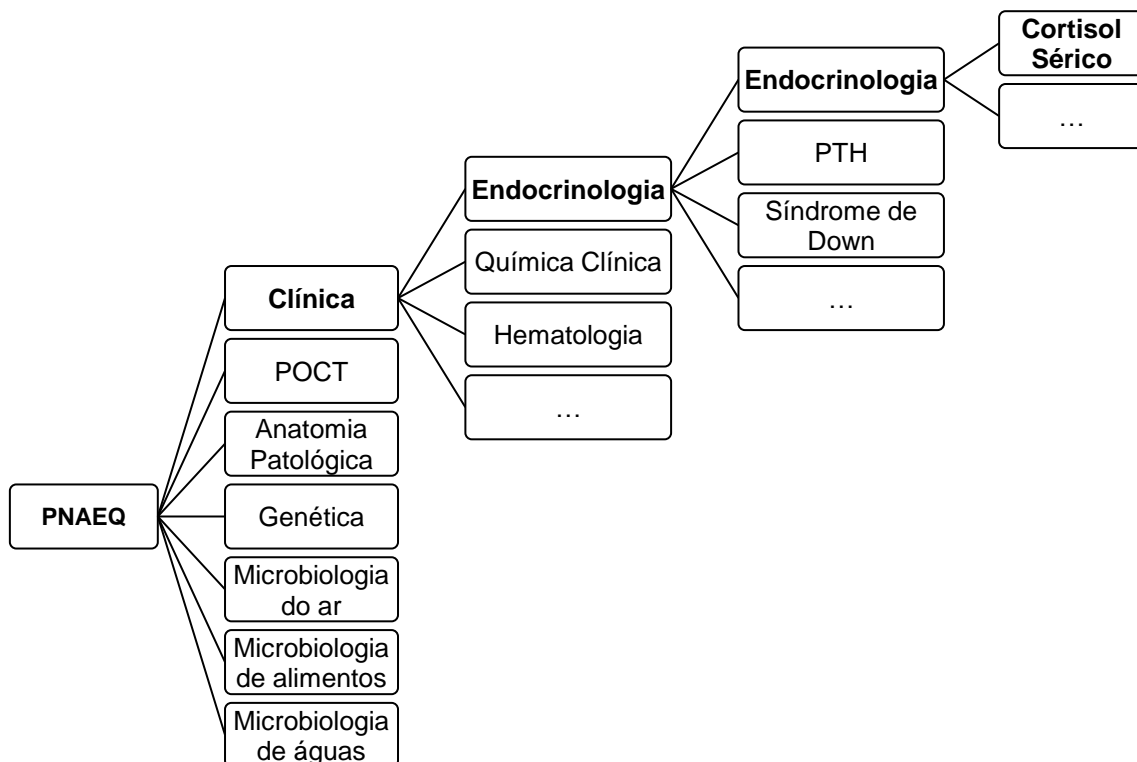 PNAEQ
Clínica
POCT
Anatomia
Patológica
Genética
Microbiologia
do ar
Microbiologia
de alimentos
Microbiologia
de águas
Endocrinologia
Química Clínica
Hematologia
…
Endocrinologia
PTH
Síndrome de
Down
…
Cortisol
Sérico
…